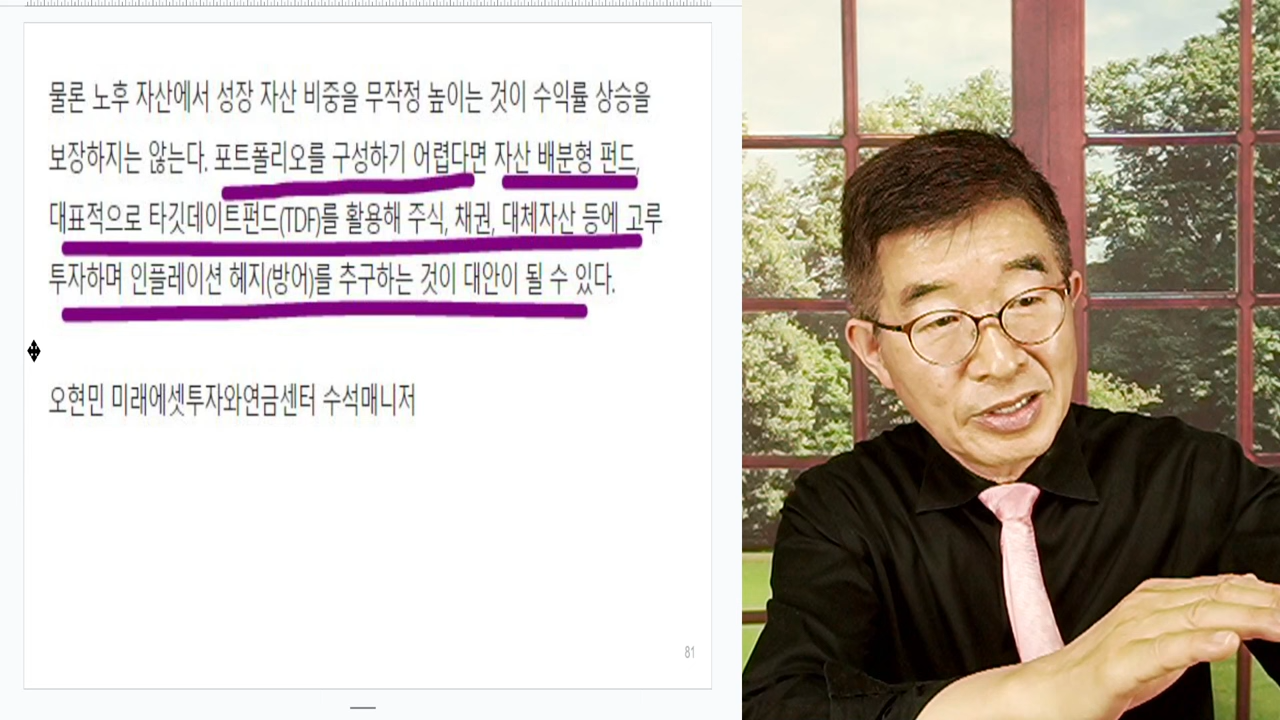 물론 노후 자산에서 성장 자산 비중을 무작정 높이는 것이 수익률 상승을
보장하지는 않는다. 포트폴리오를 구성하기 어렵다면 자산 배분형 펀드,
대표적으로 타깃데이트펀드(TDF)를 활용해 주식, 채권, 대체자산 등에 고루
투자하며 인플레이션 헤지(방어)를 추구하는 것이 대안이 될 수 있다.
오현민 미래에셋투자와연금센터 수석매니저
81